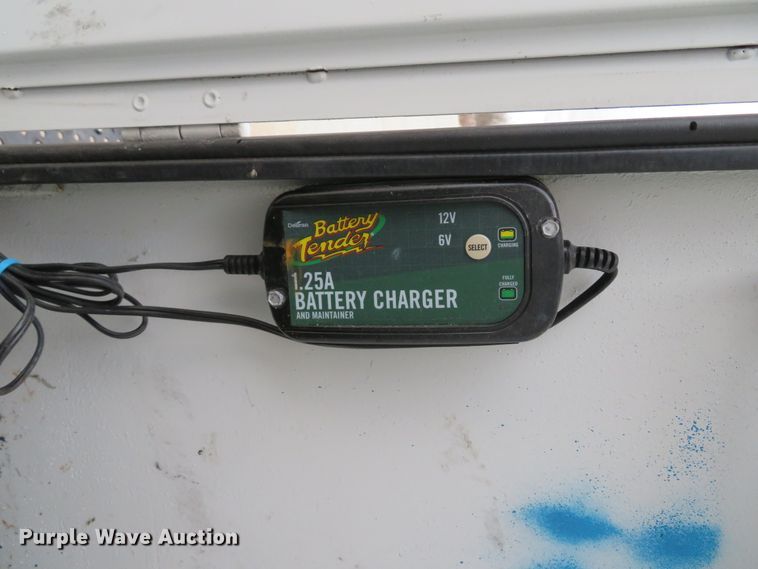 Deltran
Battery
Tender®
12V
6V
SELECT
CHARGING
1.25A
BATTERY CHARGER
AND MAINTAINER
FULLY
CHARGED
Purple Wave Auction